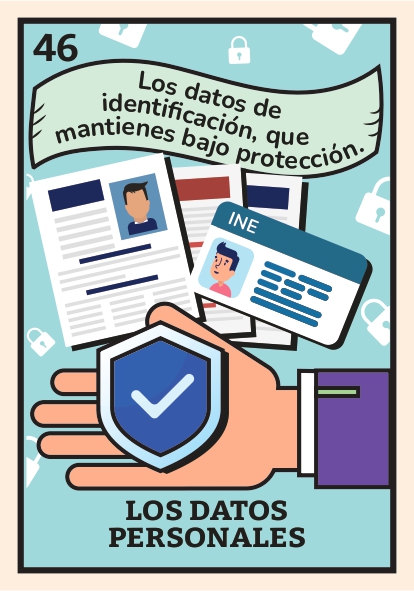 46
Los datos de
identificación, que
mantienes bajo protección.
INE
LOS DATOS
PERSONALES